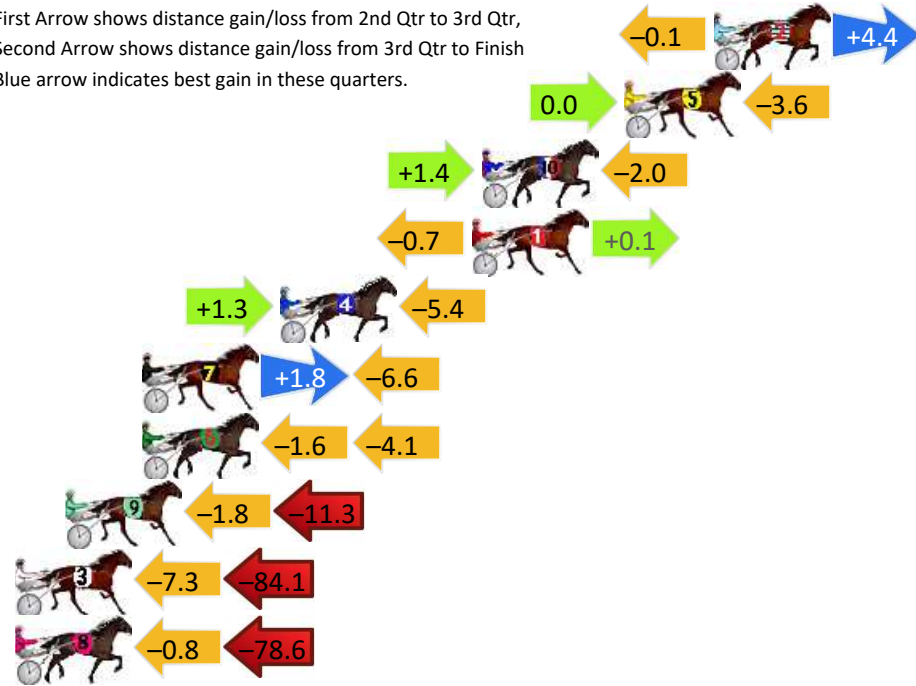 First Arrow shows distance gain/loss from 2nd Qtr to 3rd Qtr,
Second Arrow shows distance gain/loss from 3rd Qtr to Finish
Blue arrow indicates best gain in these quarters.
–0.1 2 +4.4
0.0 5 –3.6
+1.4 10 –2.0
–0.7 1 +0.1
+1.3 4 –5.4
7 +1.8 –6.6
6 –1.6 –4.1
9 –1.8 –11.3
3 –7.3 –84.1
8 –0.8 –78.6